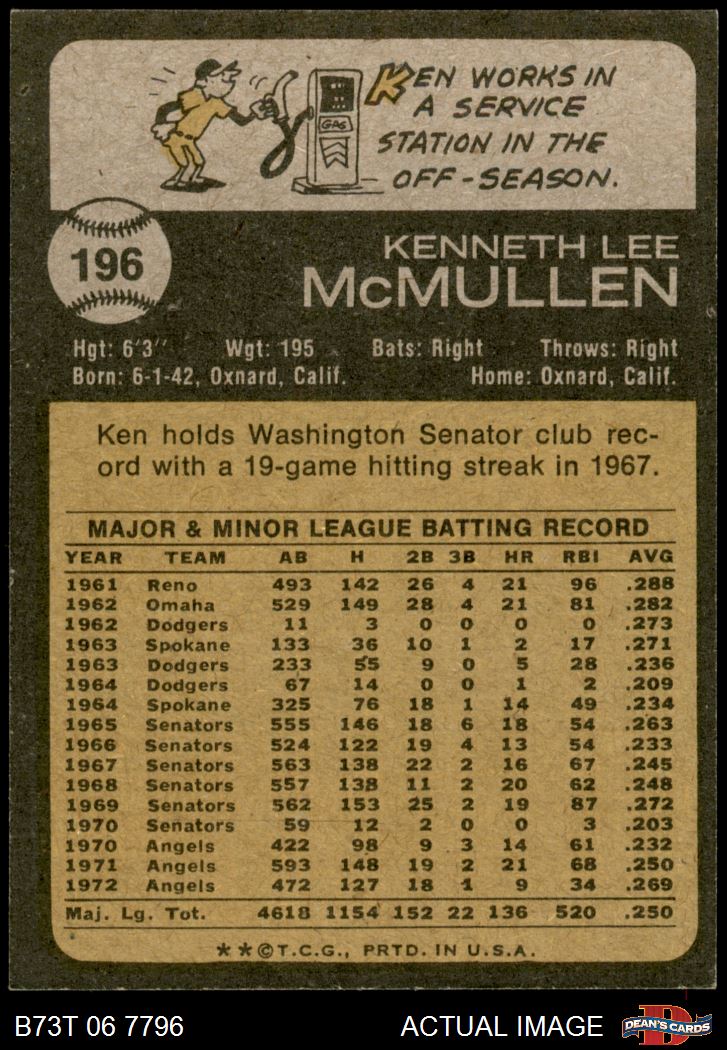 KEN WORKS IN
A SERVICE
STATION IN THE
OFF-SEASON.
GAS
196
KENNETH LEE
McMULLEN
Hgt: 6'3" Wgt: 195 Bats: Right Throws: Right
Born: 6-1-42, Oxnard, Calif. Home: Oxnard, Calif.
Ken holds Washington Senator club rec-
ord with a 19-game hitting streak in 1967.
MAJOR & MINOR LEAGUE BATTING RECORD
YEAR TEAM AB H 2B 3B HR RBI AVG
1961 Reno 493 142 26 4 21 96 .288
1962 Omaha 529 149 28 4 21 81 .282
1962 Dodgers 11 3 0 0 0 0 .273
1963 Spokane 133 36 10 1 2 17 .271
1963 Dodgers 233 55 9 0 5 28 .236
1964 Dodgers 67 14 0 0 1 2 .209
1964 Spokane 325 76 18 1 14 49 .234
1965 Senators 555 146 18 6 18 54 .263
1966 Senators 524 122 19 4 13 54 .233
1967 Senators 563 138 22 2 16 67 .245
1968 Senators 557 138 11 2 20 62 .248
1969 Senators 562 153 25 2 19 87 .272
1970 Senators 59 12 2 0 0 3 .203
1970 Angels 422 98 9 3 14 61 .232
1971 Angels 593 148 19 2 21 68 .250
1972 Angels 472 127 18 1 9 34 .269
Maj. Lg. Tot. 4618 1154 152 22 136 520 .250
**©T.C.G., PRTD. IN U.S.A.
B73T 06 7796 ACTUAL IMAGE
D
DEAN'S CARDS